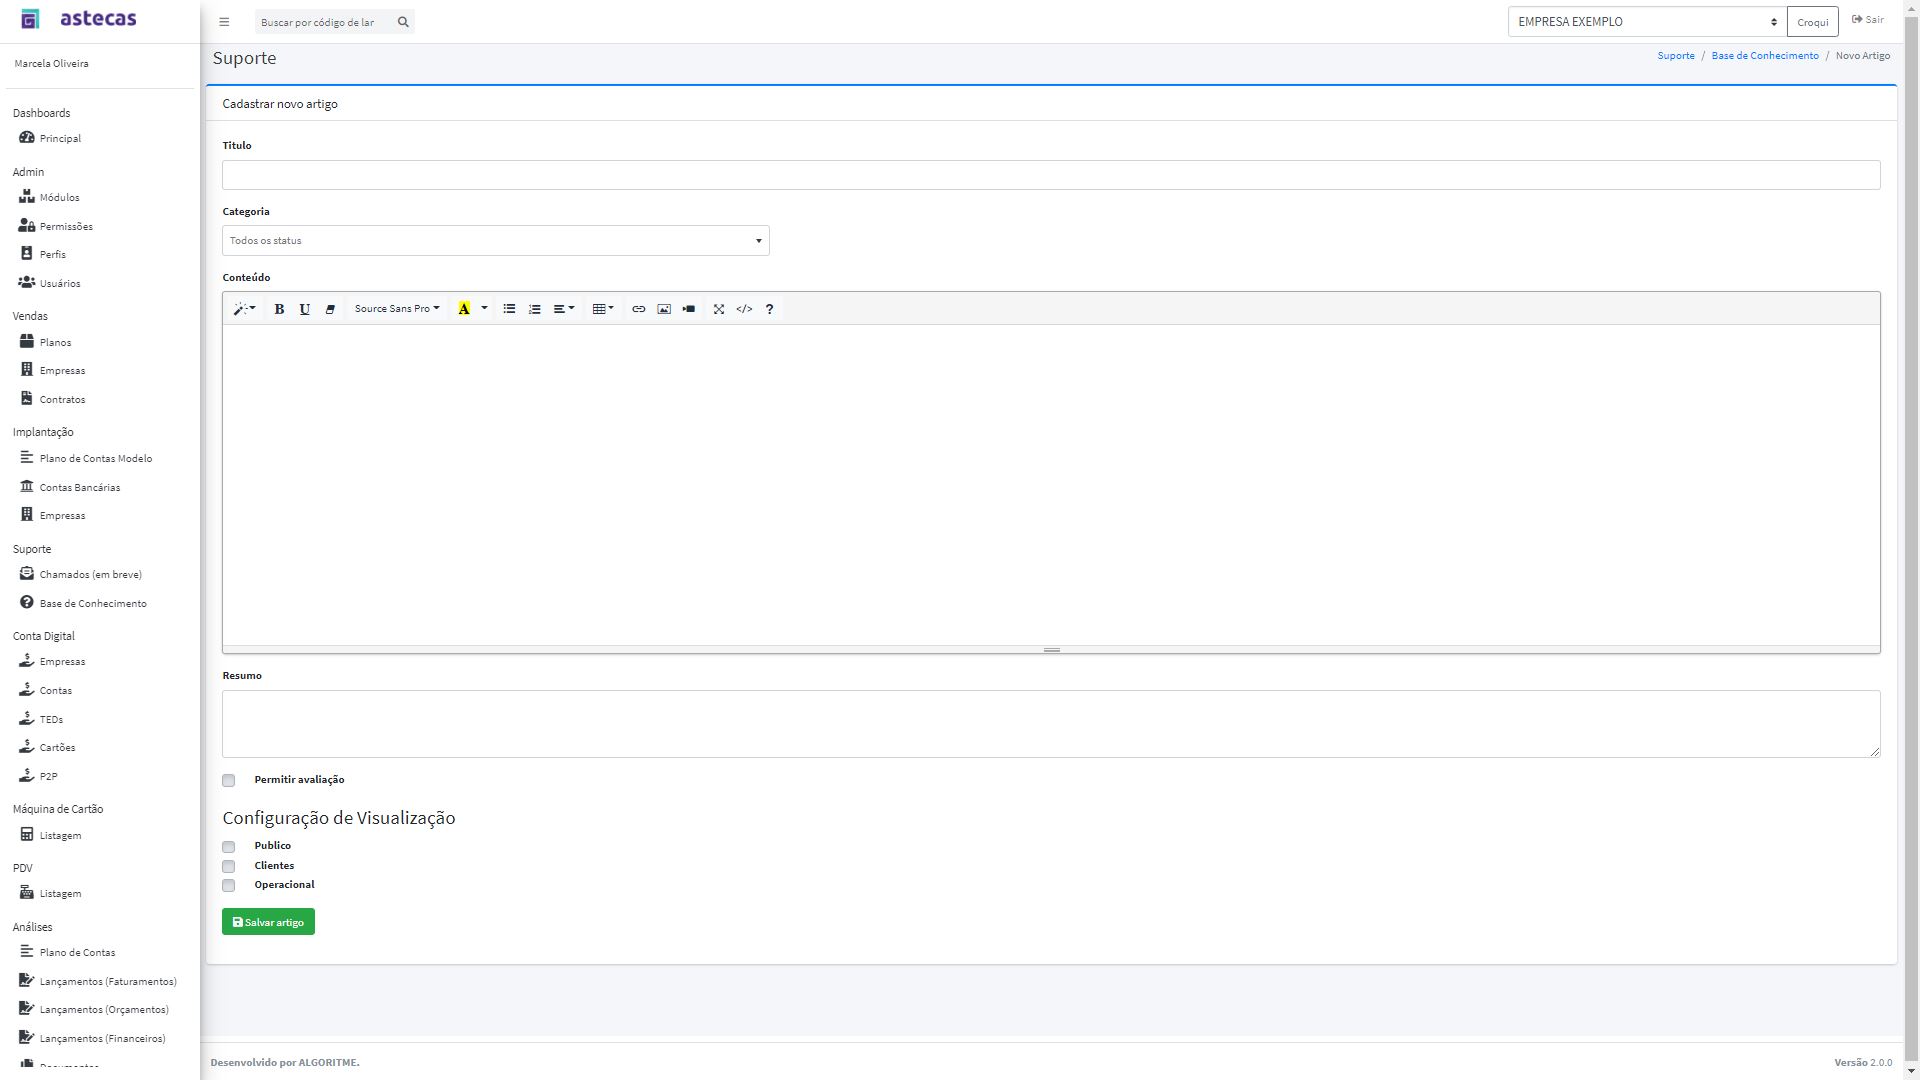 astecas
Buscar por código de lar
EMPRESA EXEMPLO
Croqui
Sair
Marcela Oliveira
Dashboards
Principal
Admin
Módulos
Permissões
Perfis
Usuários
Vendas
Planos
Empresas
Contratos
Implantação
Plano de Contas Modelo
Contas Bancárias
Empresas
Suporte
Chamados (em breve)
Base de Conhecimento
Conta Digital
Empresas
Contas
TEDs
Cartões
P2P
Máquina de Cartão
Listagem
PDV
Listagem
Análises
Plano de Contas
Lançamentos (Faturamentos)
Lançamentos (Orçamentos)
Lançamentos (Financeiros)
Suporte
Suporte / Base de Conhecimento / Novo Artigo
Cadastrar novo artigo
Titulo
Categoria
Todos os status
Conteúdo
B U Source Sans Pro A </> ?
Resumo
Permitir avaliação
Configuração de Visualização
Publico
Clientes
Operacional
Salvar artigo
Desenvolvido por ALGORITME.
Versão 2.0.0